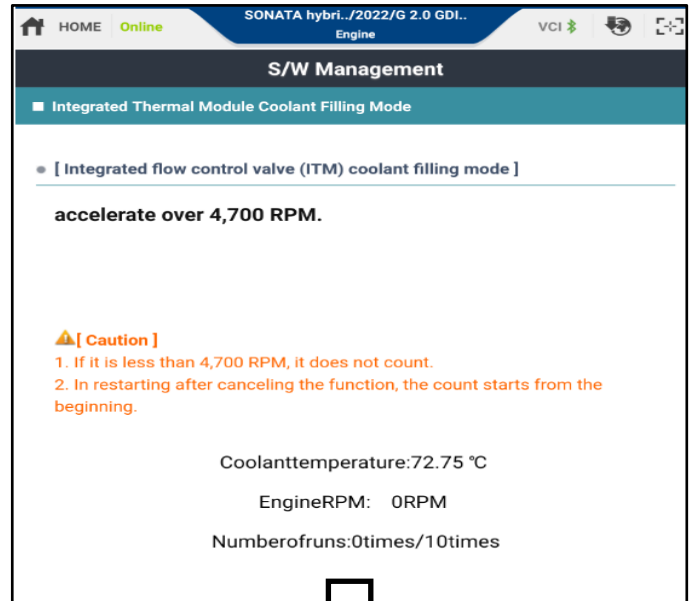 HOME Online
SONATA hybri../2022/G 2.0 GDI..
Engine
VCI
S/W Management
Integrated Thermal Module Coolant Filling Mode
[ Integrated flow control valve (ITM) coolant filling mode ]
accelerate over 4,700 RPM.
[ Caution ]
1. If it is less than 4,700 RPM, it does not count.
2. In restarting after canceling the function, the count starts from the
beginning.
Coolanttemperature:72.75 ℃
EngineRPM: 0RPM
Numberofruns:0times/10times